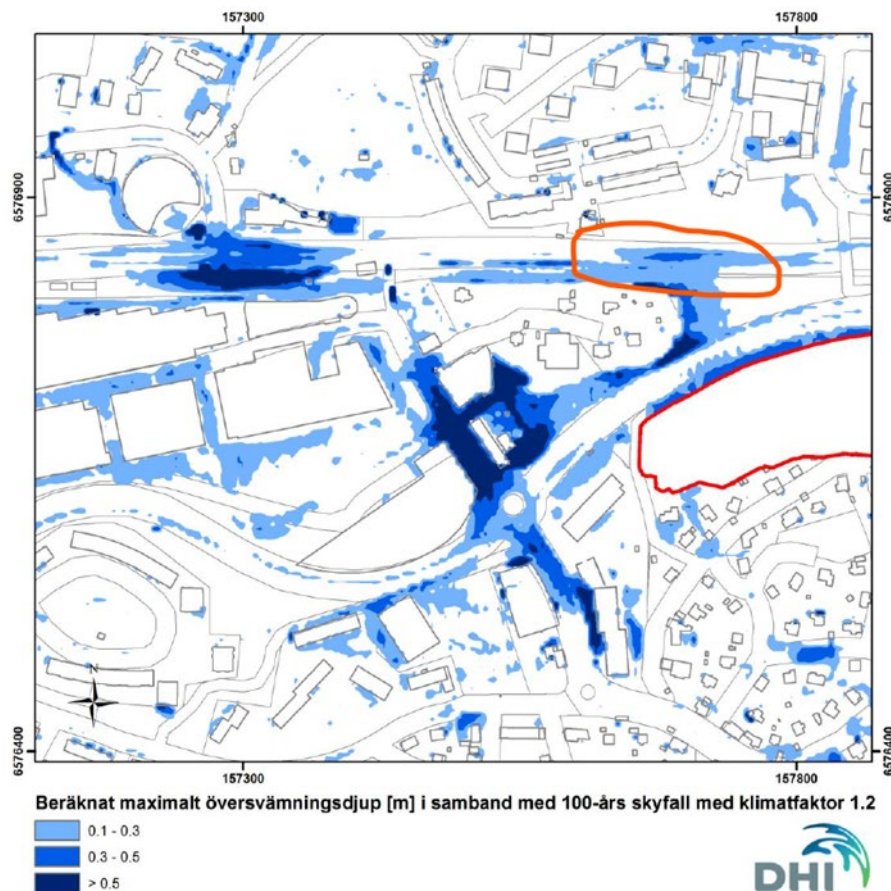 157300
157800
6576900
6576900
N
6576400
6576400
157300
157800
Beräknat maximalt översvämningsdjup [m] i samband med 100-års skyfall med klimatfaktor 1.2
0.1 - 0.3
0.3 - 0.5
> 0.5
DHI